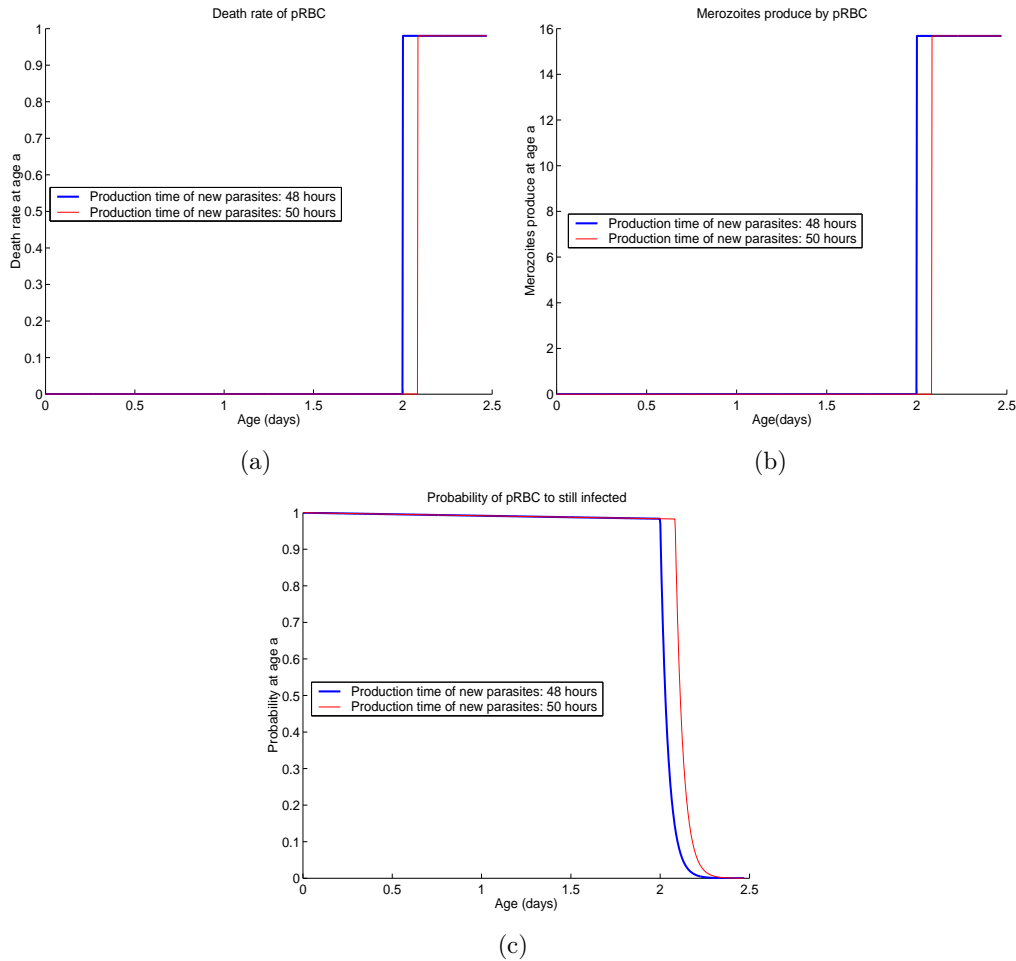 Death rate of pRBC
1
0.9
0.8
0.7
0.6
0.5
0.4
0.3
0.2
0.1
0
Death rate at age a
Production time of new parasites: 48 hours
Production time of new parasites: 50 hours
0 0.5 1 1.5 2 2.5
Age (days)
(a)
Merozoites produce by pRBC
16
14
12
10
8
6
4
2
0
Merozoites produce at age a
Production time of new parasites: 48 hours
Production time of new parasites: 50 hours
0 0.5 1 1.5 2 2.5
Age(days)
(b)
Probability of pRBC to still infected
1
0.9
0.8
0.7
0.6
0.5
0.4
0.3
0.2
0.1
0
Probability at age a
Production time of new parasites: 48 hours
Production time of new parasites: 50 hours
0 0.5 1 1.5 2 2.5
Age (days)
(c)